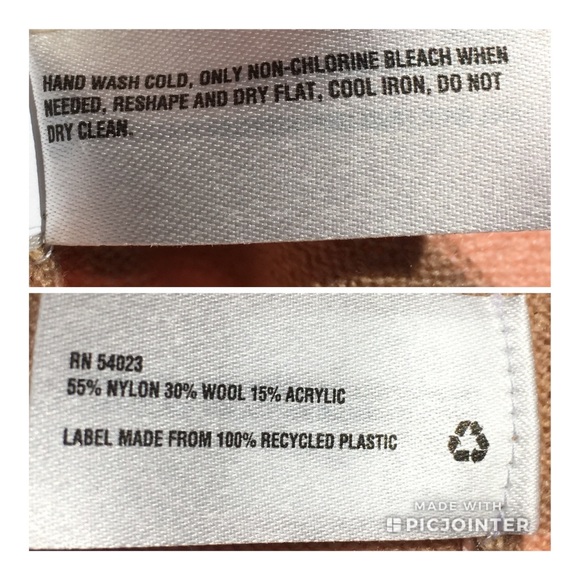 HAND WASH COLD, ONLY NON-CHLORINE BLEACH WHEN
NEEDED, RESHAPE AND DRY FLAT, COOL IRON, DO NOT
DRY CLEAN.
RN 54023
55% NYLON 30% WOOL 15% ACRYLIC
LABEL MADE FROM 100% RECYCLED PLASTIC
MADE WITH
PICJOINTER